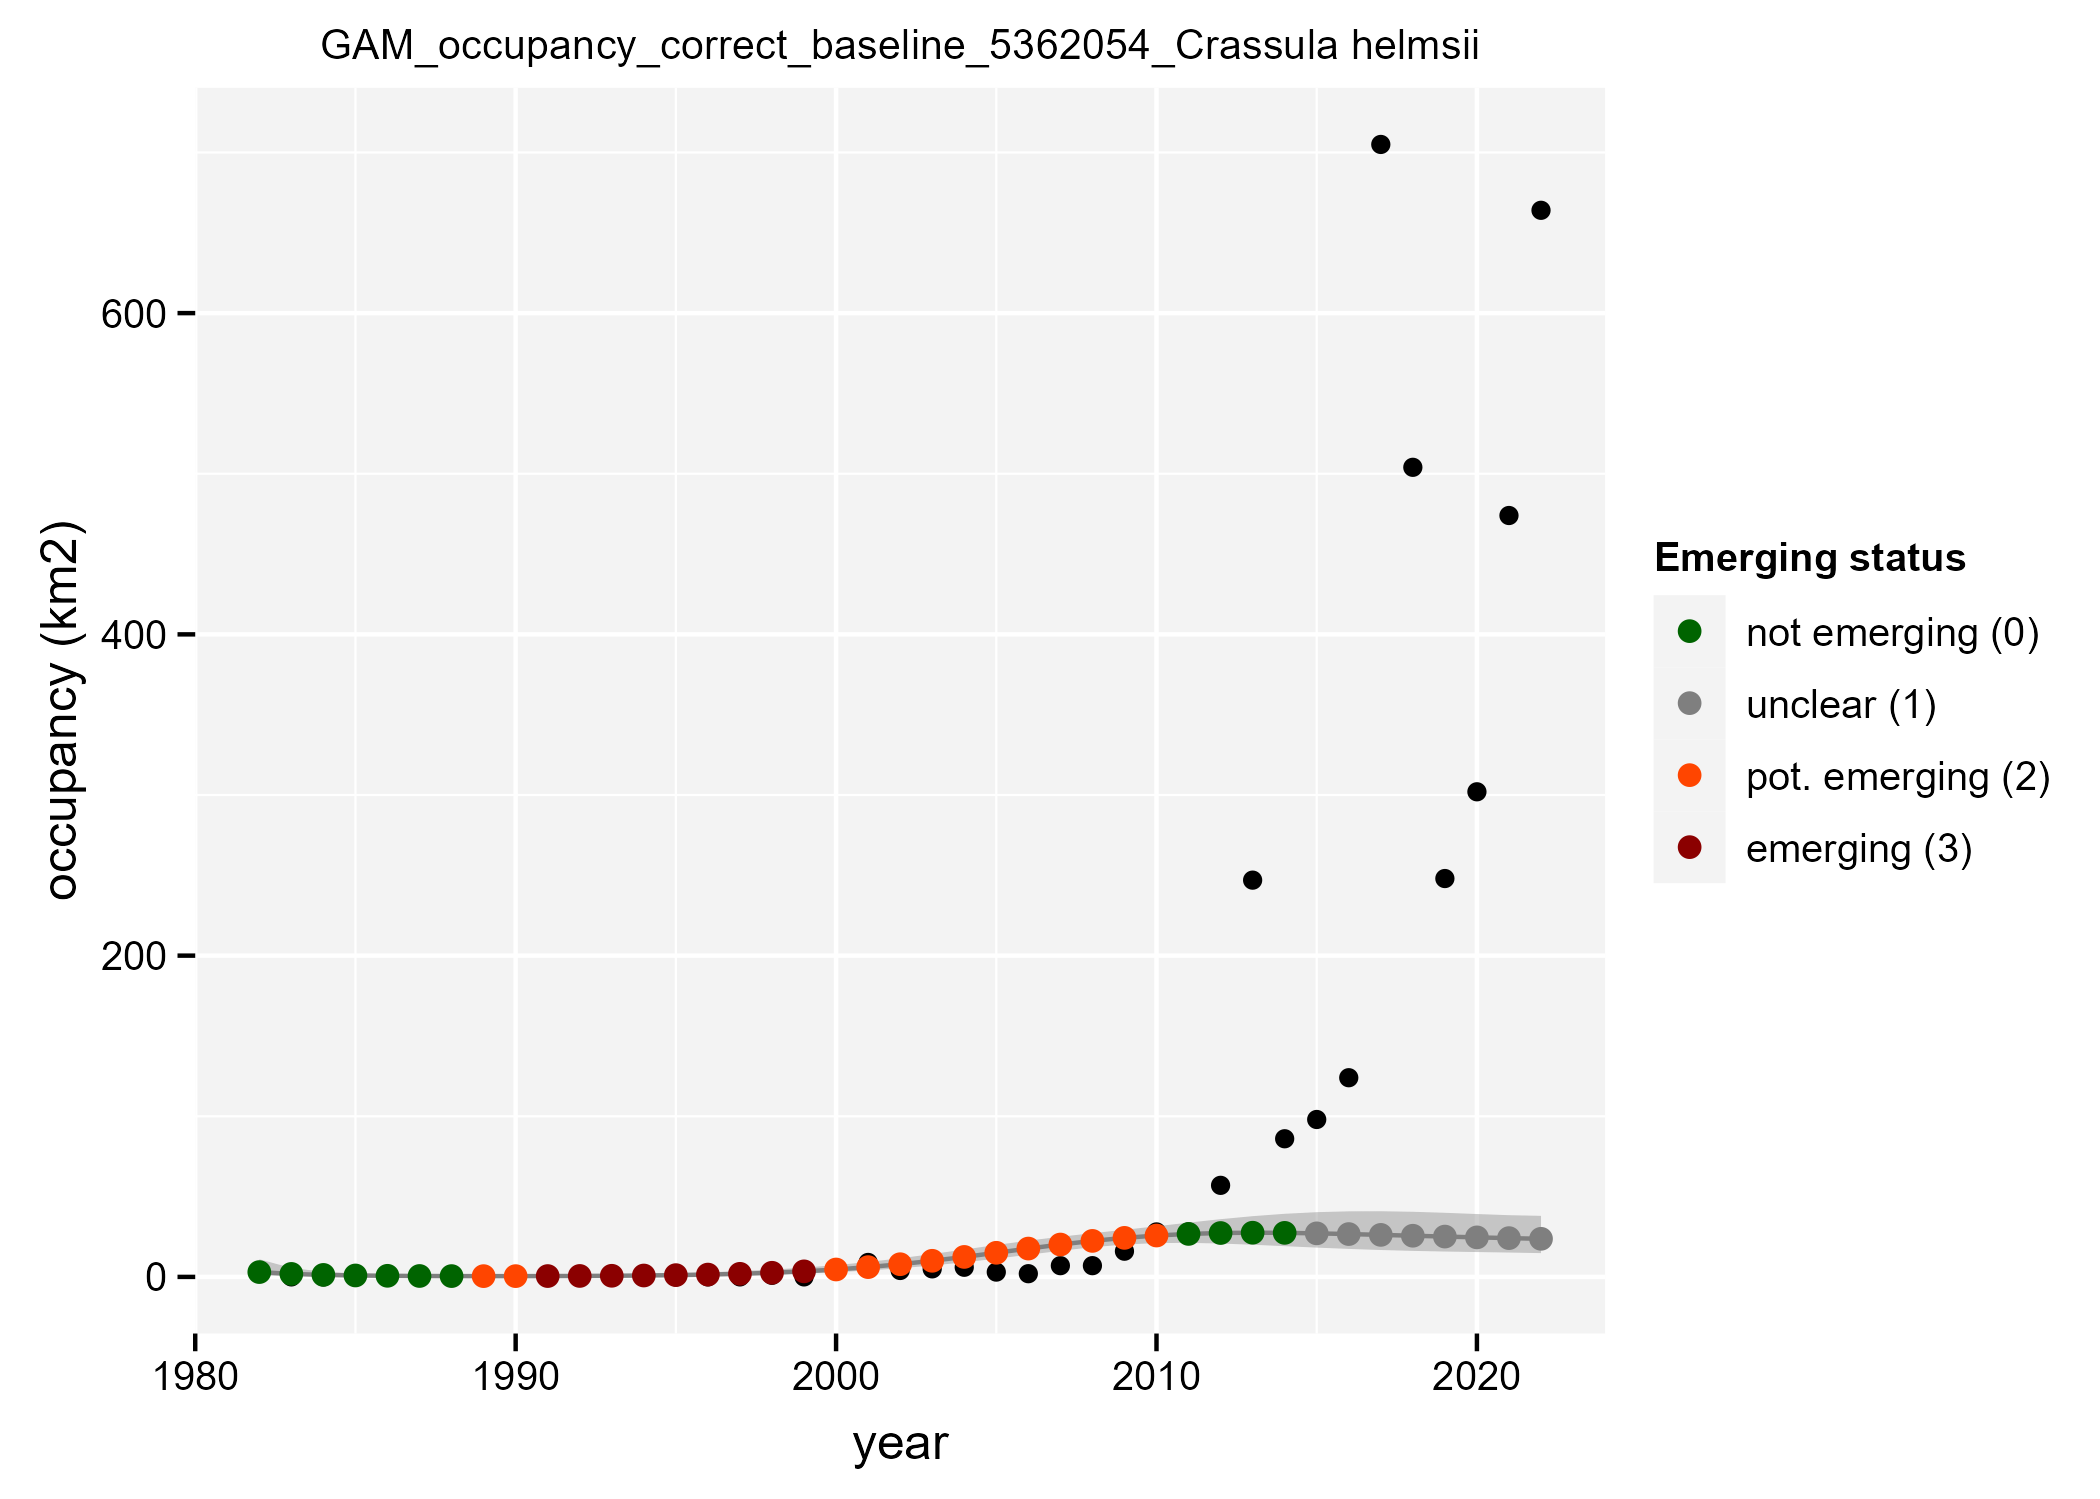 GAM_occupancy_correct_baseline_5362054_Crassula helmsii
occupancy (km2)
600
400
200
0
1980
1990
2000
2010
2020
year
Emerging status
not emerging (0)
unclear (1)
pot. emerging (2)
emerging (3)